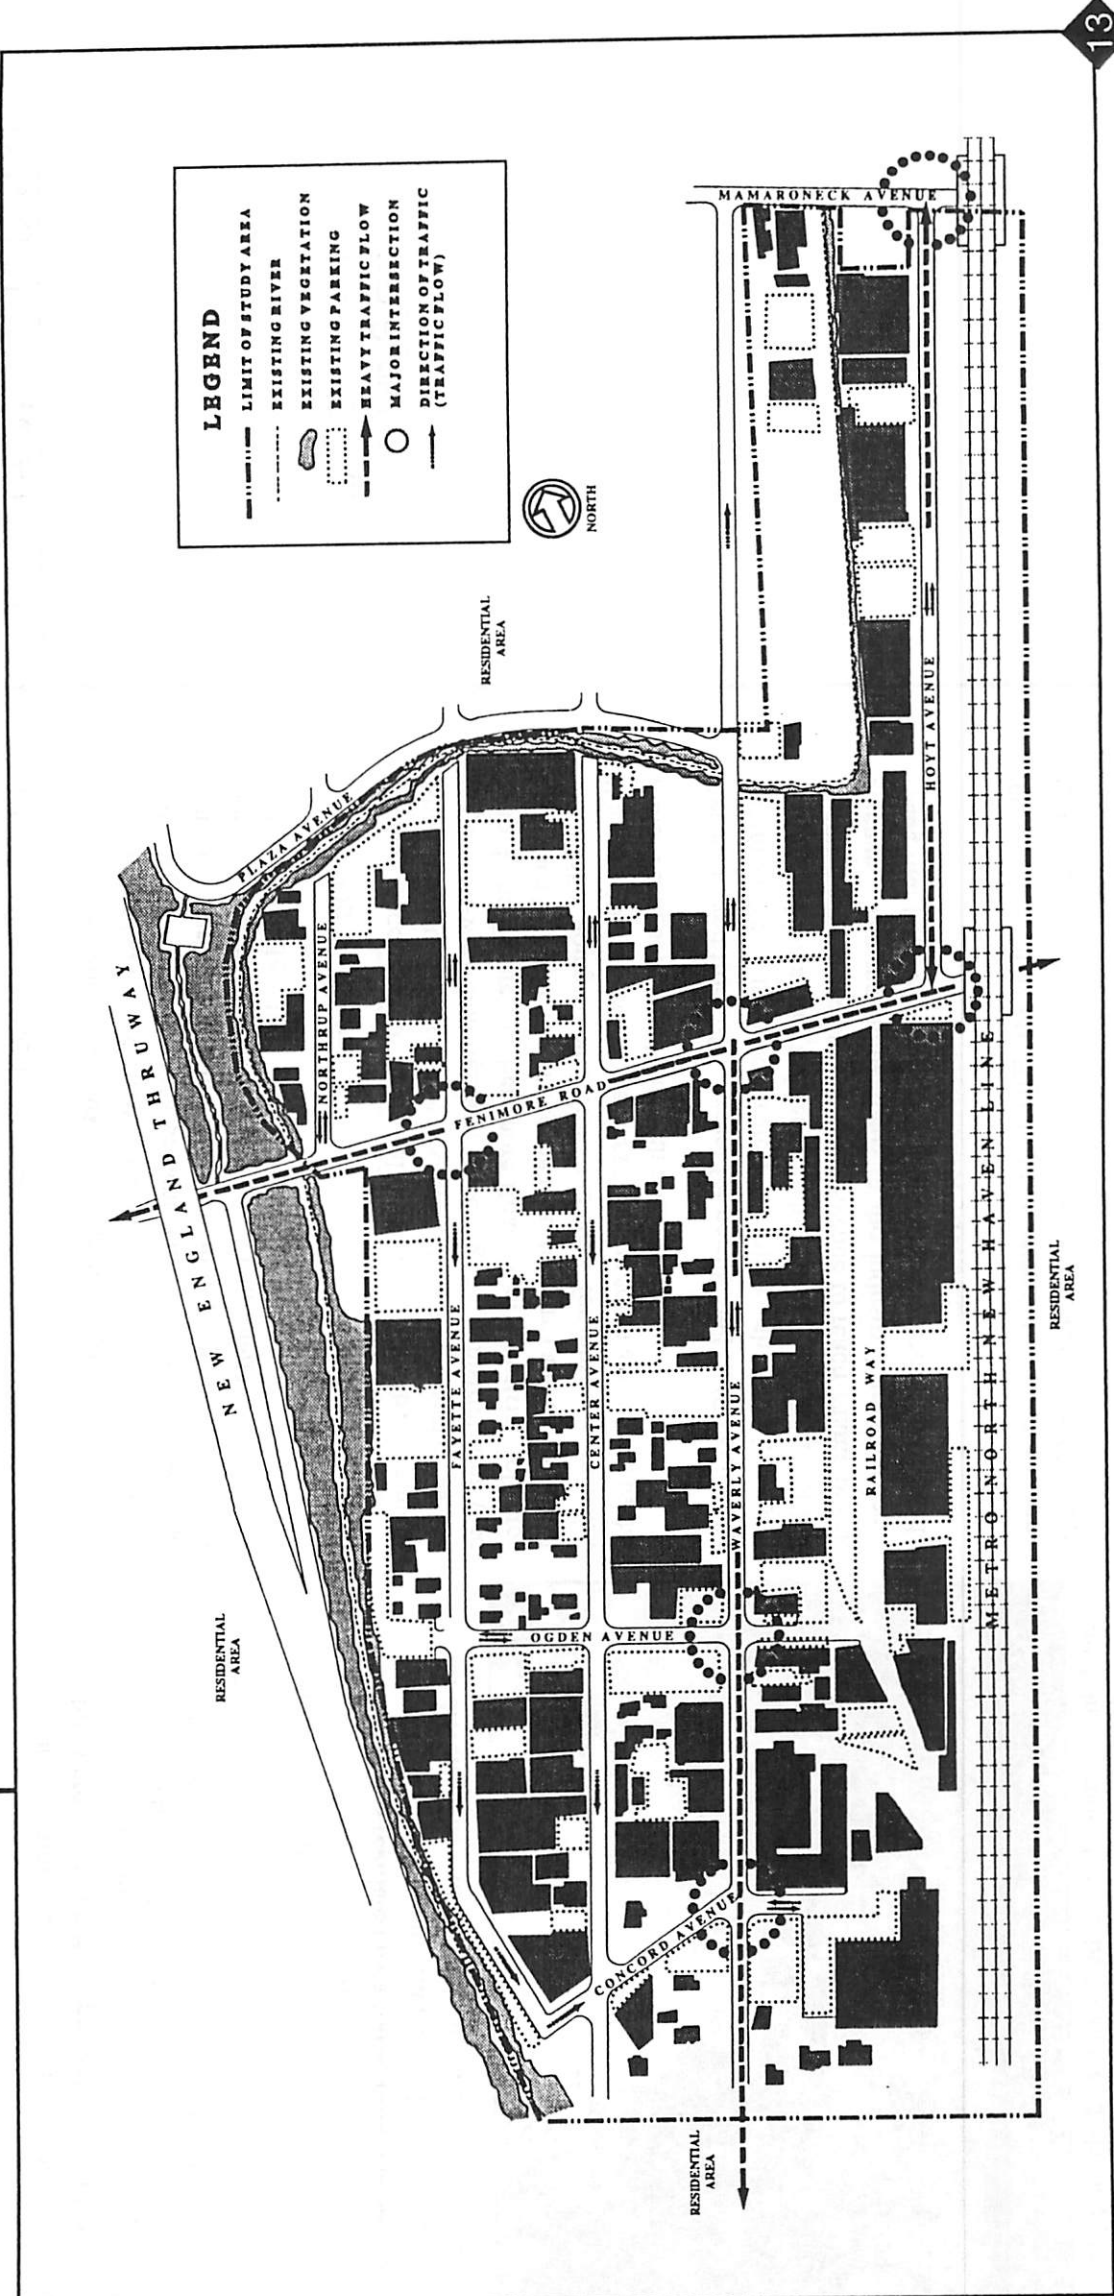 13
LEGEND
LIMIT OF STUDY AREA
EXISTING RIVER
EXISTING VEGETATION
EXISTING PARKING
HEAVY TRAFFIC FLOW
MAJOR INTERSECTION
DIRECTION OF TRAFFIC
(TRAFFIC FLOW)
NORTH
RESIDENTIAL
AREA
MAMARONECK AVENUE
PLAZA AVENUE
NEW ENGLAND THRUWAY
NORTHRUP AVENUE
FENIMORE ROAD
HOYT AVENUE
FAYETTE AVENUE
CENTER AVENUE
WAVERLY AVENUE
RAILROAD WAY
METRO NORTH NEW HAVEN LINE
OGDEN AVENUE
CONCORD AVENUE
RESIDENTIAL
AREA
RESIDENTIAL
AREA
RESIDENTIAL
AREA